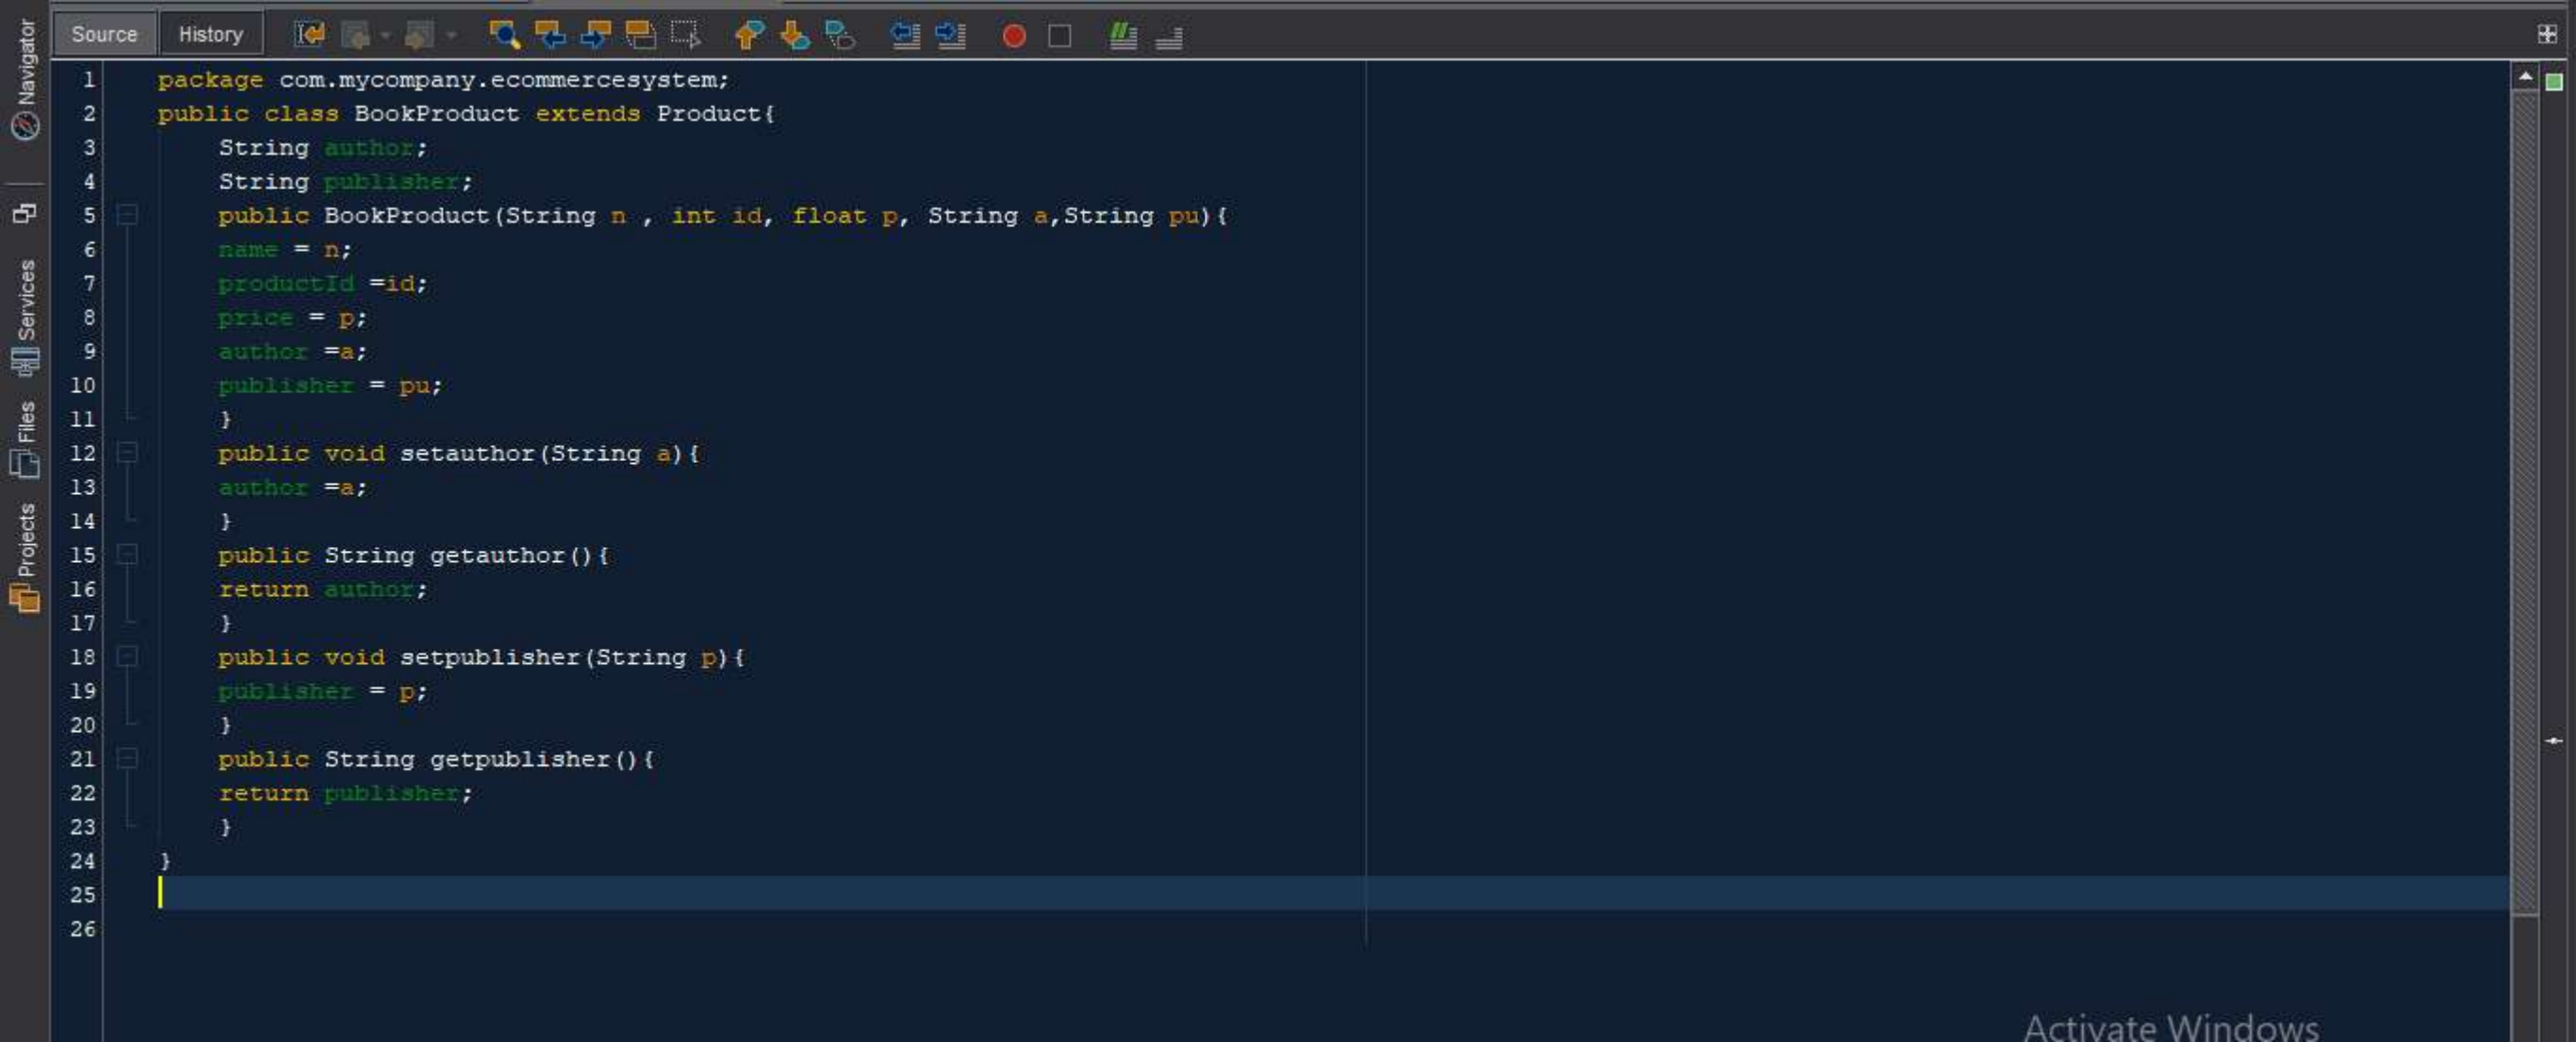 Source History
Navigator
Services
Files
Projects
1 package com.mycompany.ecommercesystem;
2 public class BookProduct extends Product{
3 String author;
4 String publisher;
5 public BookProduct(String n , int id, float p, String a,String pu){
6 name = n;
7 productId =id;
8 price = p;
9 author =a;
10 publisher = pu;
11 }
12 public void setauthor(String a){
13 author =a;
14 }
15 public String getauthor(){
16 return author;
17 }
18 public void setpublisher(String p){
19 publisher = p;
20 }
21 public String getpublisher(){
22 return publisher;
23 }
24 }
25
26
Activate Windows